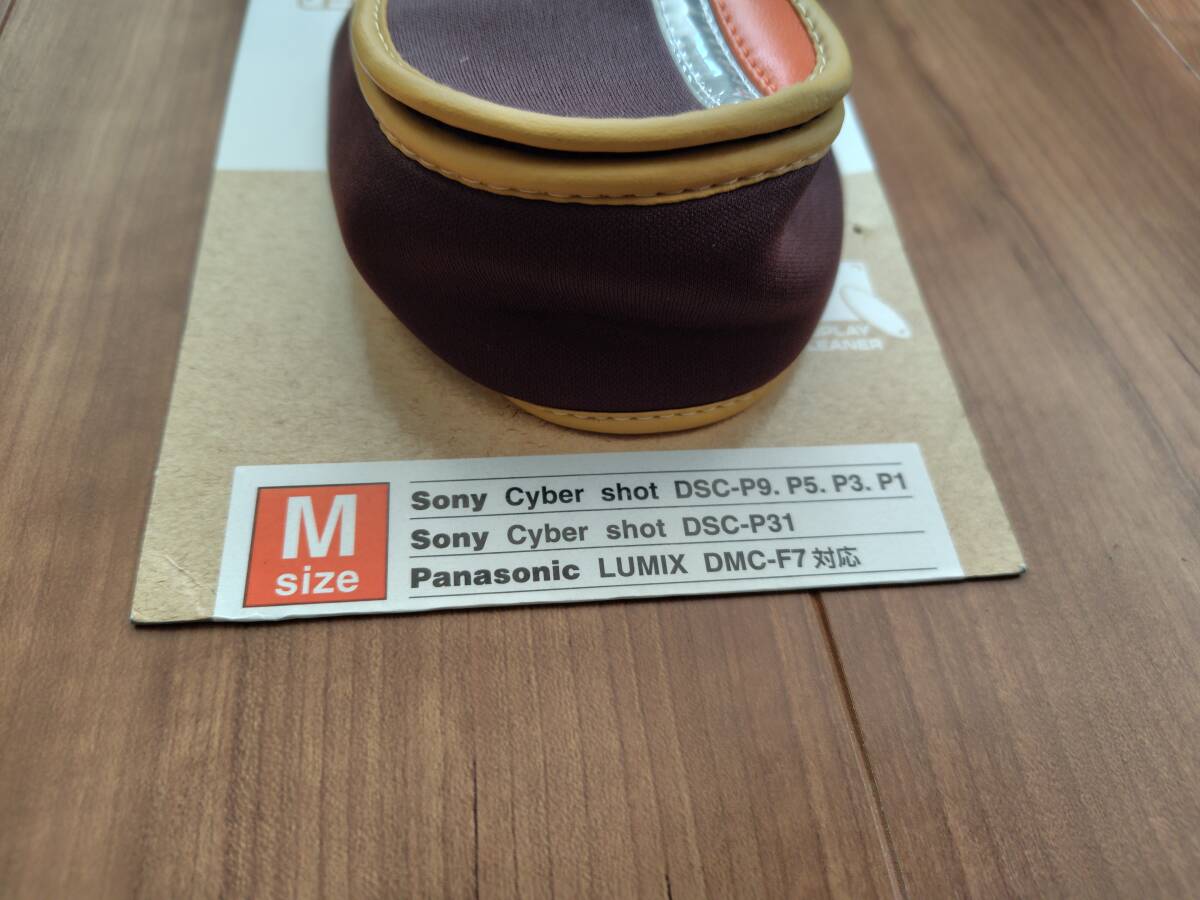 CLEANER
M
size
Sony Cyber shot DSC-P9. P5. P3. P1
Sony Cyber shot DSC-P31
Panasonic LUMIX DMC-F7 対応